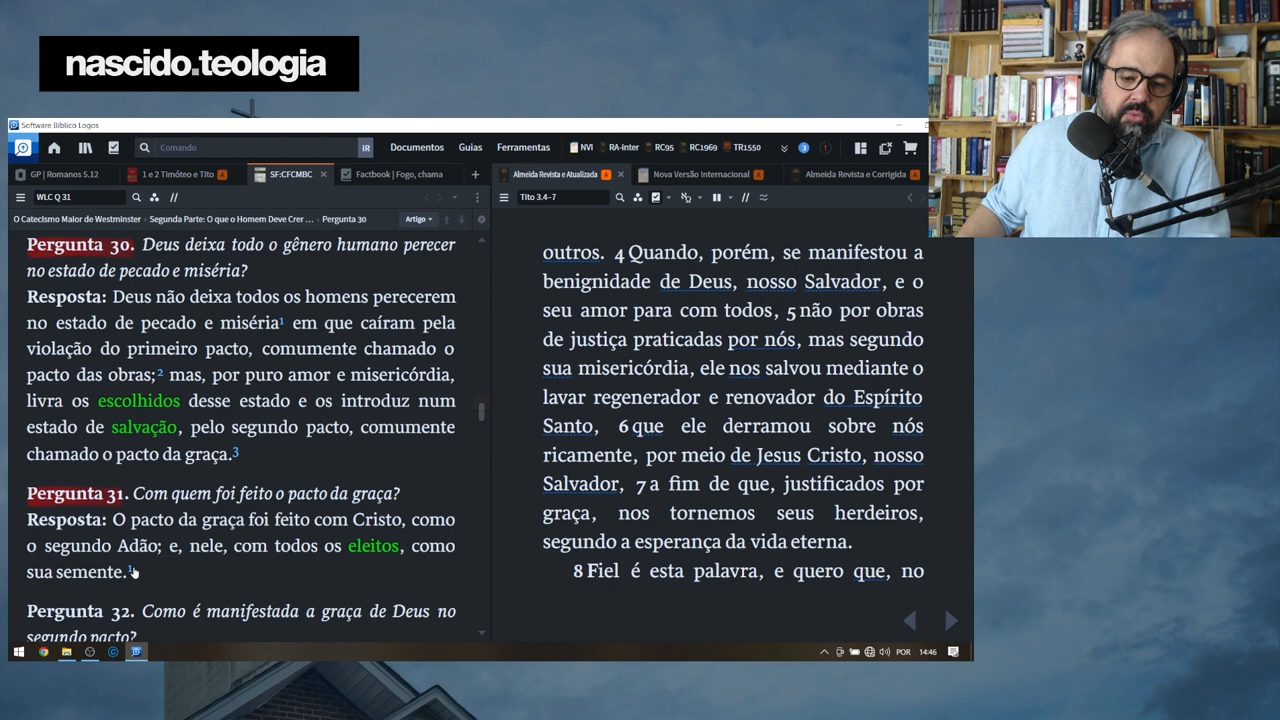 nascido.teologia
Software Bíblico Logos
Comando
IR
Documentos
Guias
Ferramentas
NVI
RA-Inter
RC95
RC1969
TR1550
3
GP | Romanos 5.12
1 e 2 Timóteo e Tito
A
SF:CFCMBC
Factbook | Fogo, chama
Almeida Revista e Atualizada
A
Nova Versão Internacional
A
Almeida Revista e Corrigida
A
WLC Q 31
Tito 3.4–7
O Catecismo Maior de Westminster
Segunda Parte: O que o Homem Deve Crer ...
Pergunta 30
Artigo
Pergunta 30. Deus deixa todo o gênero humano perecer
no estado de pecado e miséria?
Resposta: Deus não deixa todos os homens perecerem
no estado de pecado e miséria1 em que caíram pela
violação do primeiro pacto, comumente chamado o
pacto das obras;2 mas, por puro amor e misericórdia,
livra os escolhidos desse estado e os introduz num
estado de salvação, pelo segundo pacto, comumente
chamado o pacto da graça.3
Pergunta 31. Com quem foi feito o pacto da graça?
Resposta: O pacto da graça foi feito com Cristo, como
o segundo Adão; e, nele, com todos os eleitos, como
sua semente.1
Pergunta 32. Como é manifestada a graça de Deus no
segundo pacto?
outros. 4 Quando, porém, se manifestou a
benignidade de Deus, nosso Salvador, e o
seu amor para com todos, 5 não por obras
de justiça praticadas por nós, mas segundo
sua misericórdia, ele nos salvou mediante o
lavar regenerador e renovador do Espírito
Santo, 6 que ele derramou sobre nós
ricamente, por meio de Jesus Cristo, nosso
Salvador, 7 a fim de que, justificados por
graça, nos tornemos seus herdeiros,
segundo a esperança da vida eterna.
8 Fiel é esta palavra, e quero que, no
POR
14:46